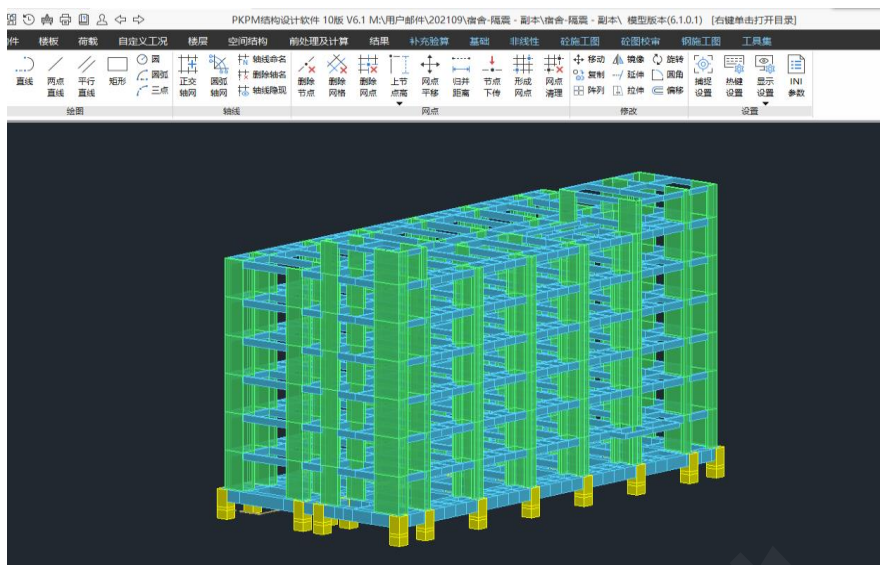 PKPM结构设计软件 10版 V6.1 M:\用户邮件\202109\宿舍-隔震 - 副本\宿舍-隔震 - 副本\ 模型版本(6.1.0.1) [右键单击打开目录]
件 楼板 荷载 自定义工况 楼层 空间结构 前处理及计算 结果 补充验算 基础 非线性 砼施工图 砼图校审 钢施工图 工具集
圆 轴线命名 移动 镜像 旋转
圆弧 删除轴名 复制 延伸 圆角
三点 轴线隐现 阵列 拉伸 偏移
直线 两点 平行 矩形 正交 圆弧 删除 删除 删除 上节 网点 归并 节点 形成 网点 捕捉 热键 显示 INI
直线 直线 轴网 轴网 节点 网格 网点 点高 平移 距离 下传 网点 清理 设置 设置 设置 参数
绘图 轴线 网点 修改 设置